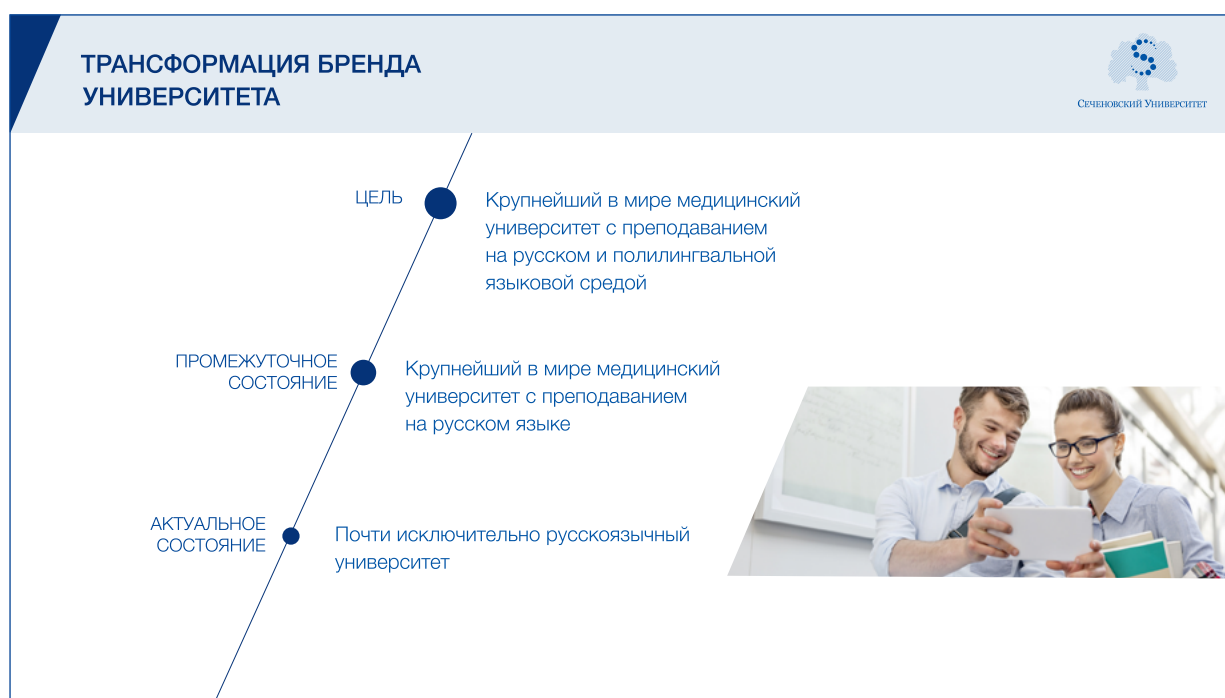 ТРАНСФОРМАЦИЯ БРЕНДА
УНИВЕРСИТЕТА
Сеченовский Университет
ЦЕЛЬ
Крупнейший в мире медицинский
университет с преподаванием
на русском и полилингвальной
языковой средой
ПРОМЕЖУТОЧНОЕ
СОСТОЯНИЕ
Крупнейший в мире медицинский
университет с преподаванием
на русском языке
АКТУАЛЬНОЕ
СОСТОЯНИЕ
Почти исключительно русскоязычный
университет